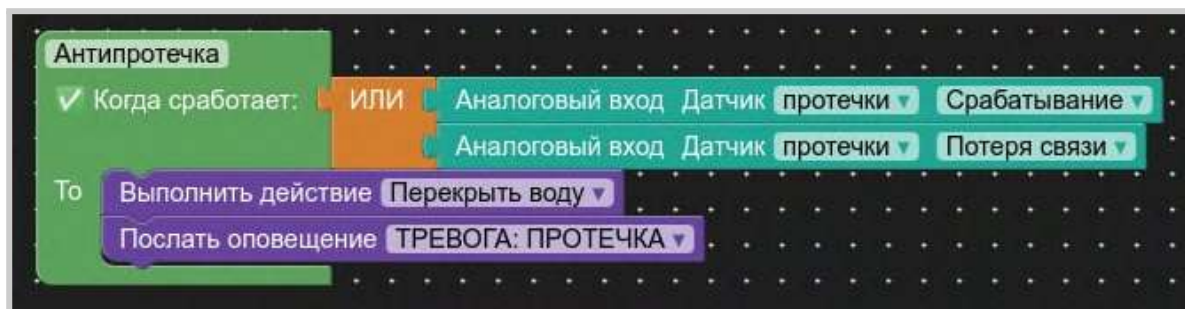 Антипротечка
Когда сработает: ИЛИ Аналоговый вход Датчик протечки Срабатывание
Аналоговый вход Датчик протечки Потеря связи
То Выполнить действие Перекрыть воду
Послать оповещение ТРЕВОГА: ПРОТЕЧКА